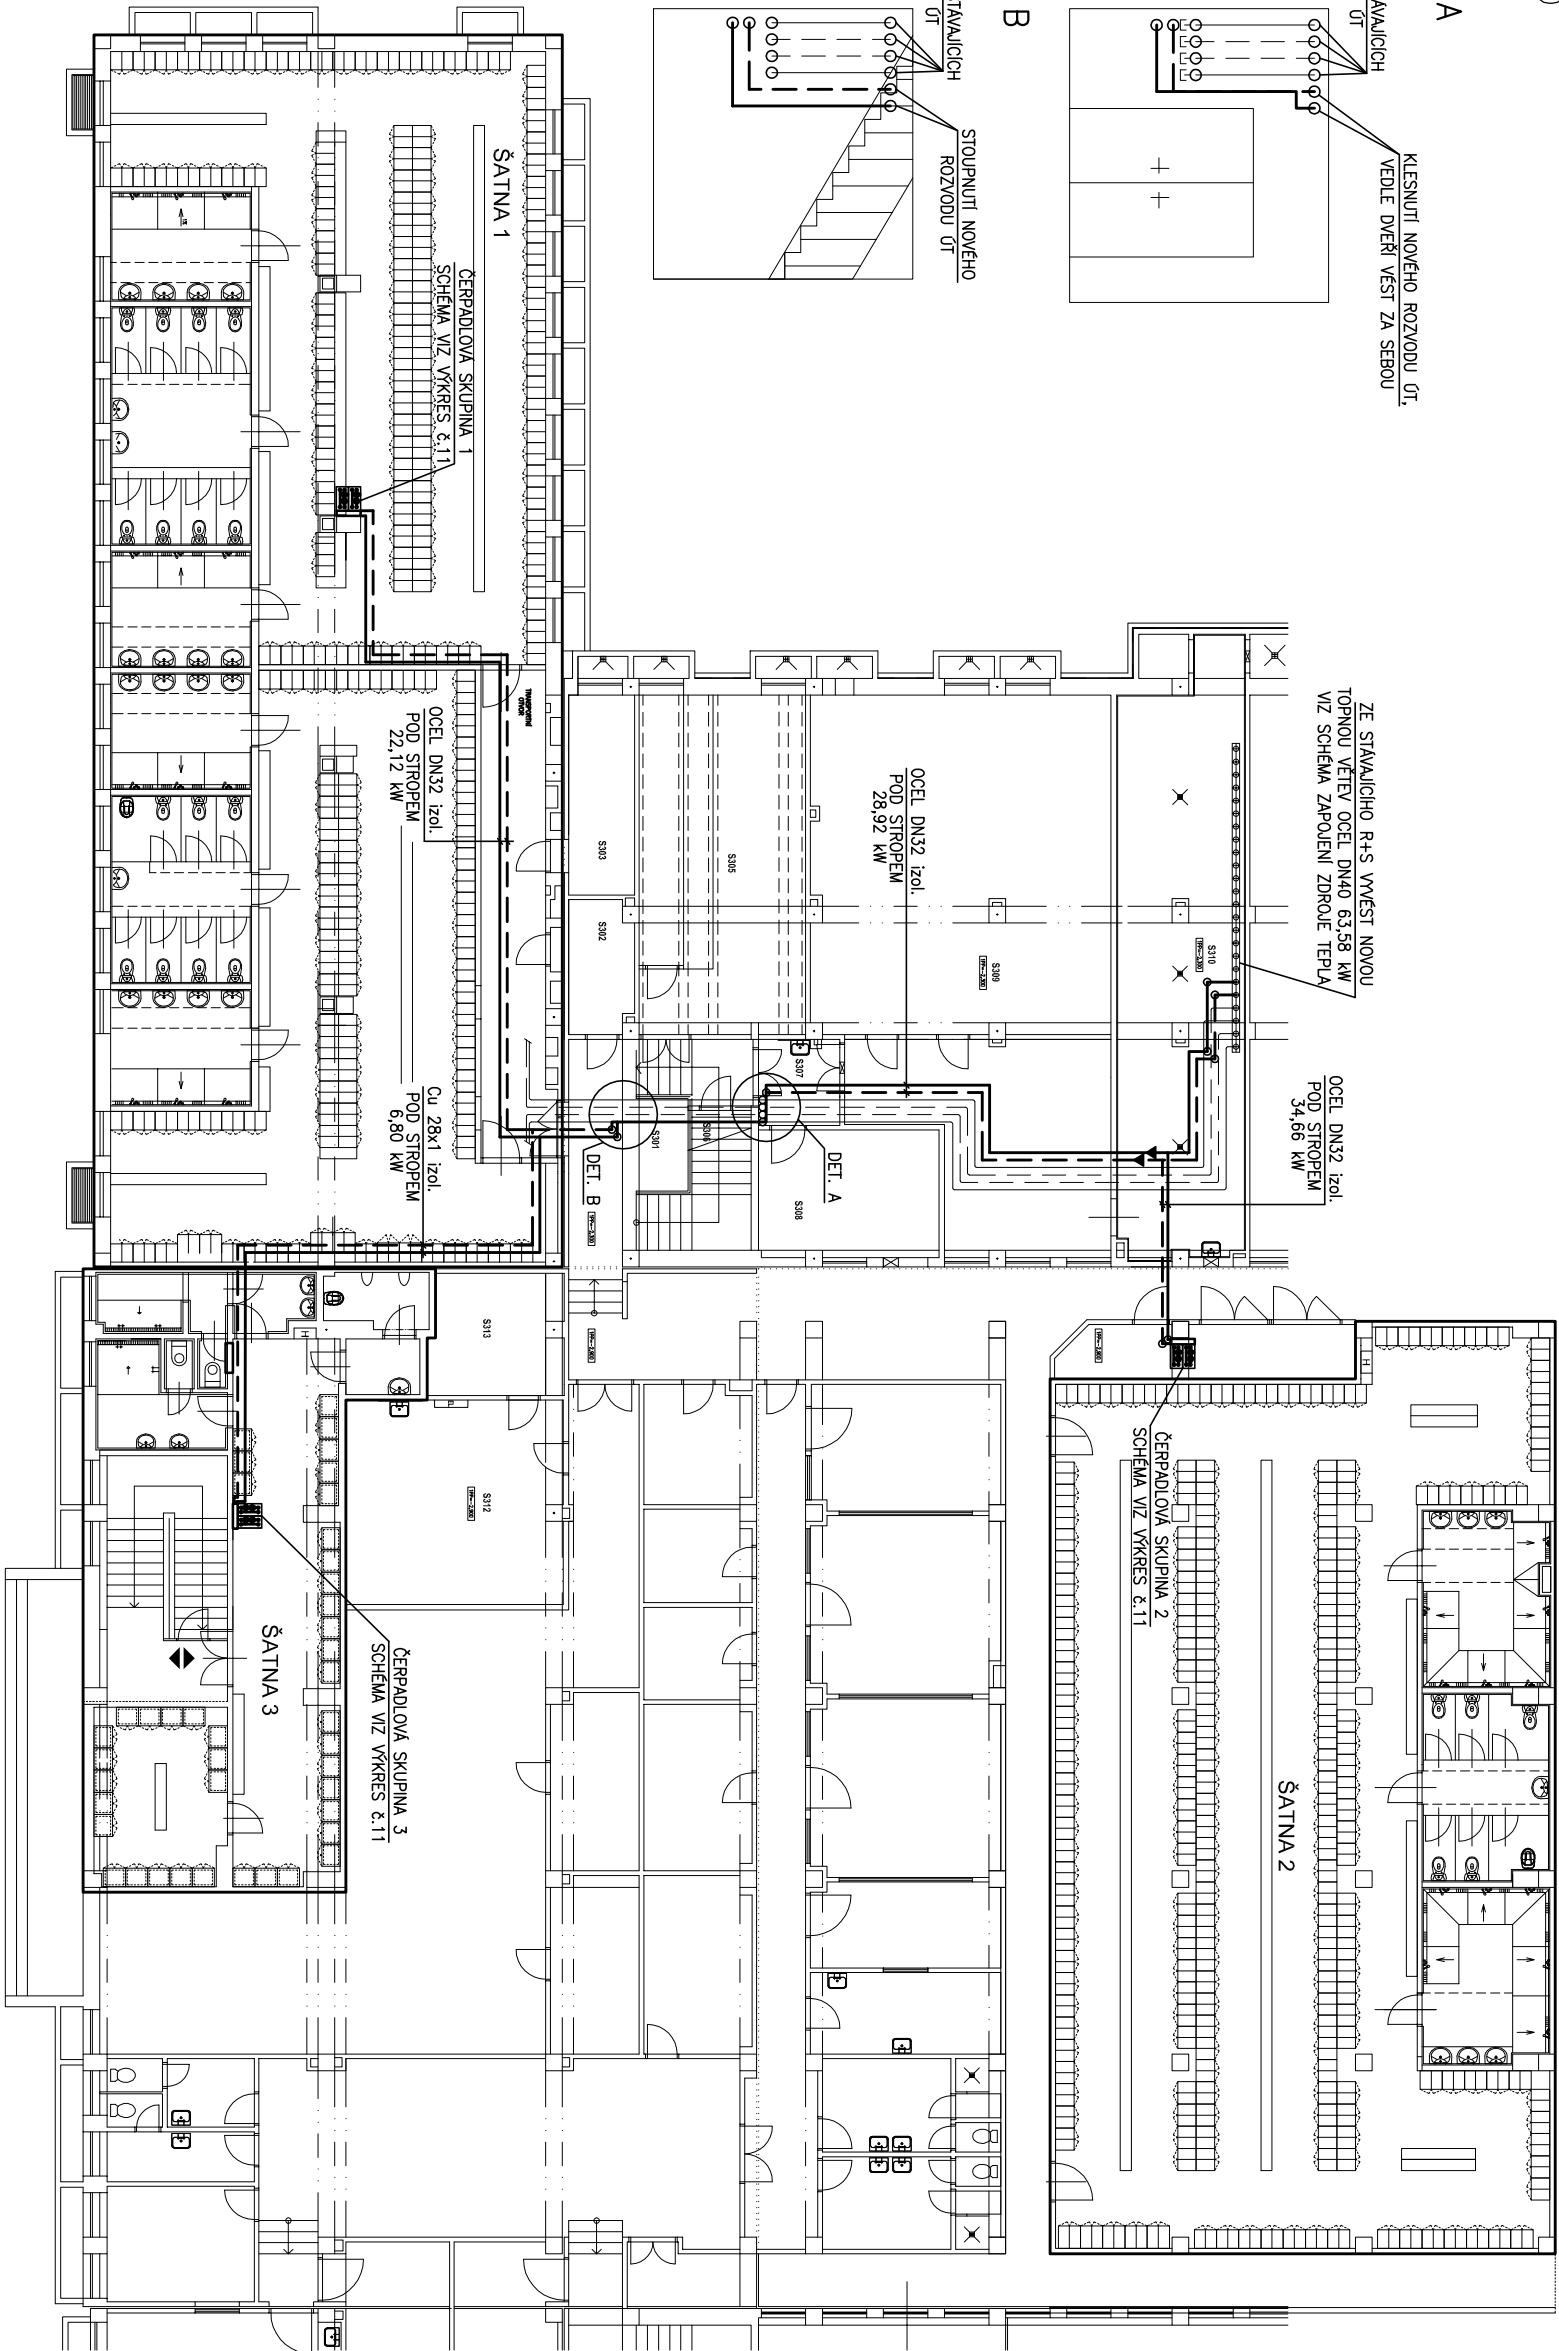 A
ÁVAJÍCÍCH
ÚT
KLESNUTÍ NOVÉHO ROZVODU ÚT,
VEDLE DVEŘÍ VÉST ZA SEBOU
B
TÁVAJÍCÍCH
ÚT
STOUPNUTÍ NOVÉHO
ROZVODU ÚT
ZE STÁVAJÍCÍHO R+S VYVÉST NOVOU
TOPNOU VĚTEV OCEL DN40 63,58 kW
VIZ SCHÉMA ZAPOJENÍ ZDROJE TEPLA
OCEL DN32 izol.
POD STROPEM
34,66 kW
OCEL DN32 izol.
POD STROPEM
28,92 kW
ŠATNA 1
ČERPADLOVÁ SKUPINA 1
SCHÉMA VIZ VÝKRES č.11
TRANSPORTNÍ
OTVOR
OCEL DN32 izol.
POD STROPEM
22,12 kW
Cu 28x1 izol.
POD STROPEM
6,80 kW
DET. A
DET. B
S301
S302
S303
S305
S306
S307
S308
S309
S310
S312
S313
ČERPADLOVÁ SKUPINA 2
SCHÉMA VIZ VÝKRES č.11
ŠATNA 2
H
ČERPADLOVÁ SKUPINA 3
SCHÉMA VIZ VÝKRES č.11
ŠATNA 3
H